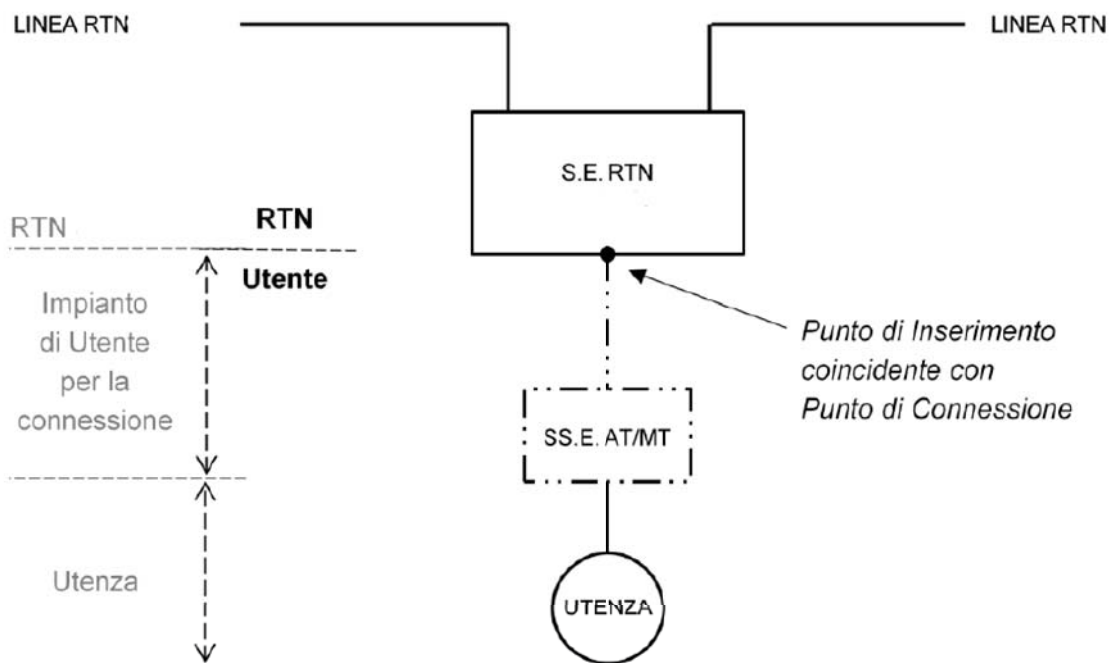 LINEA RTN
LINEA RTN
S.E. RTN
RTN
RTN
Utente
Impianto
di Utente
per la
connessione
Punto di Inserimento
coincidente con
Punto di Connessione
SS.E. AT/MT
Utenza
UTENZA